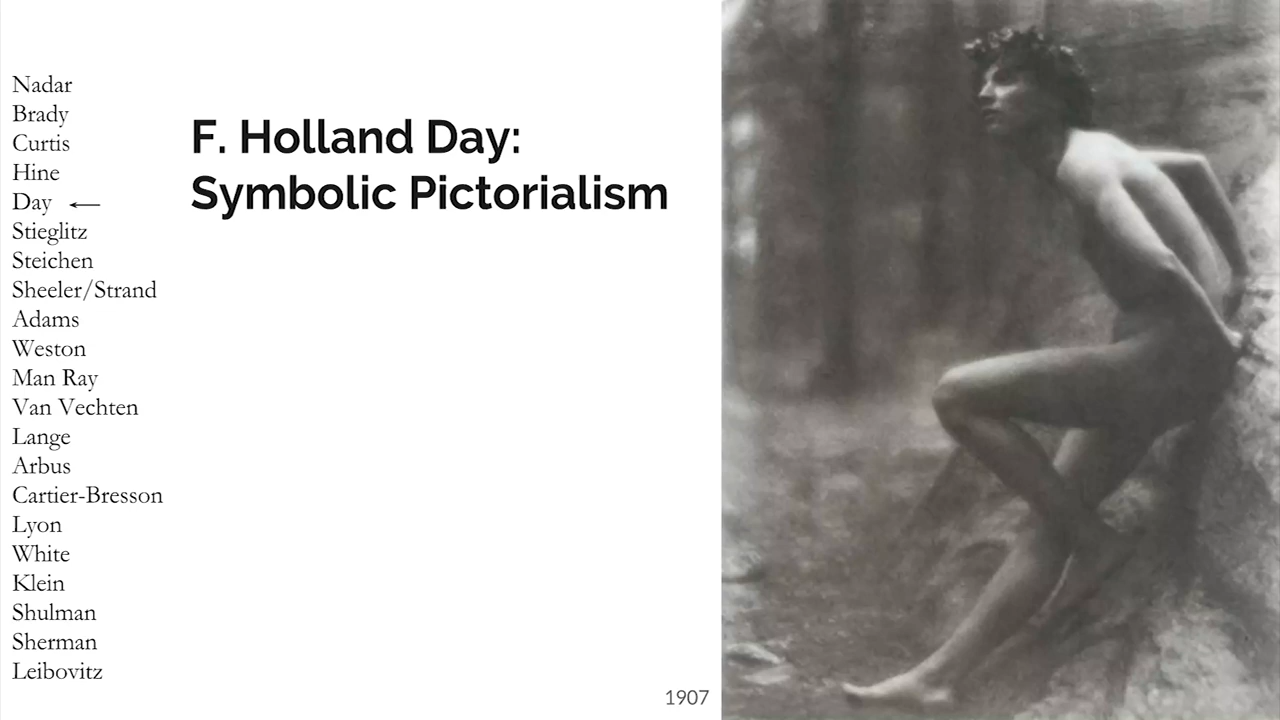 Nadar
Brady
Curtis
Hine
Day
Stieglitz
Steichen
Sheeler/Strand
Adams
Weston
Man Ray
Van Vechten
Lange
Arbus
Cartier-Bresson
Lyon
White
Klein
Shulman
Sherman
Leibovitz
F. Holland Day:
Symbolic Pictorialism
1907